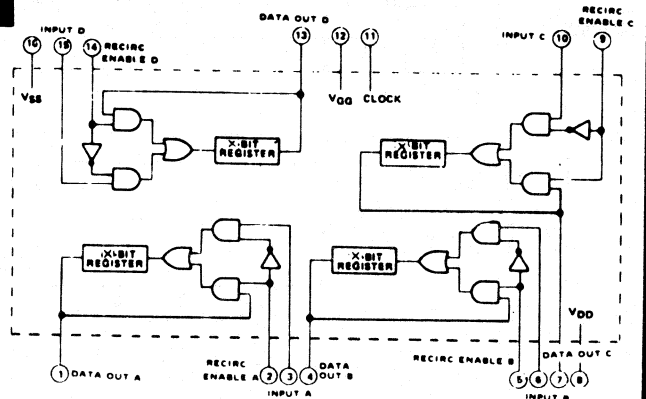 DATA OUT D
RECIRC
ENABLE C
INPUT D
INPUT C
16 15 14 RECIRC
ENABLE D
13 12 11 10 9
VSS
VGG CLOCK
X-BIT
REGISTER
X-BIT
REGISTER
X-BIT
REGISTER
X-BIT
REGISTER
VDD
1 DATA OUT A
RECIRC
ENABLE A 2 3 4 DATA
OUT B
INPUT A
RECIRC ENABLE B
5 6 7 8
DATA OUT C
INPUT B